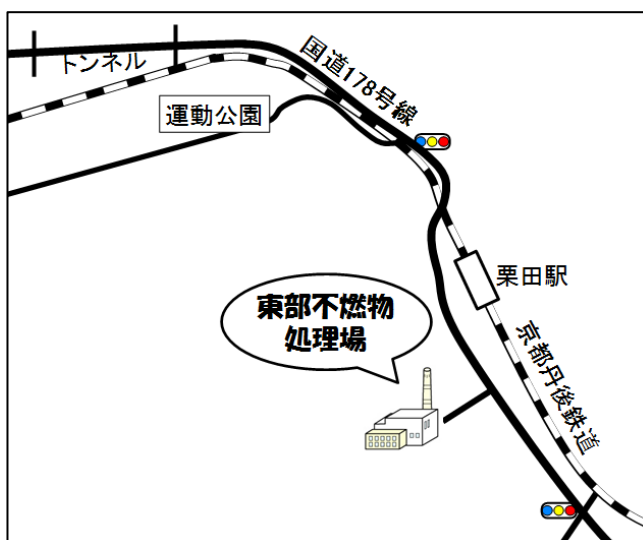 トンネル
国道178号線
運動公園
栗田駅
東部不燃物
処理場
京都丹後鉄道